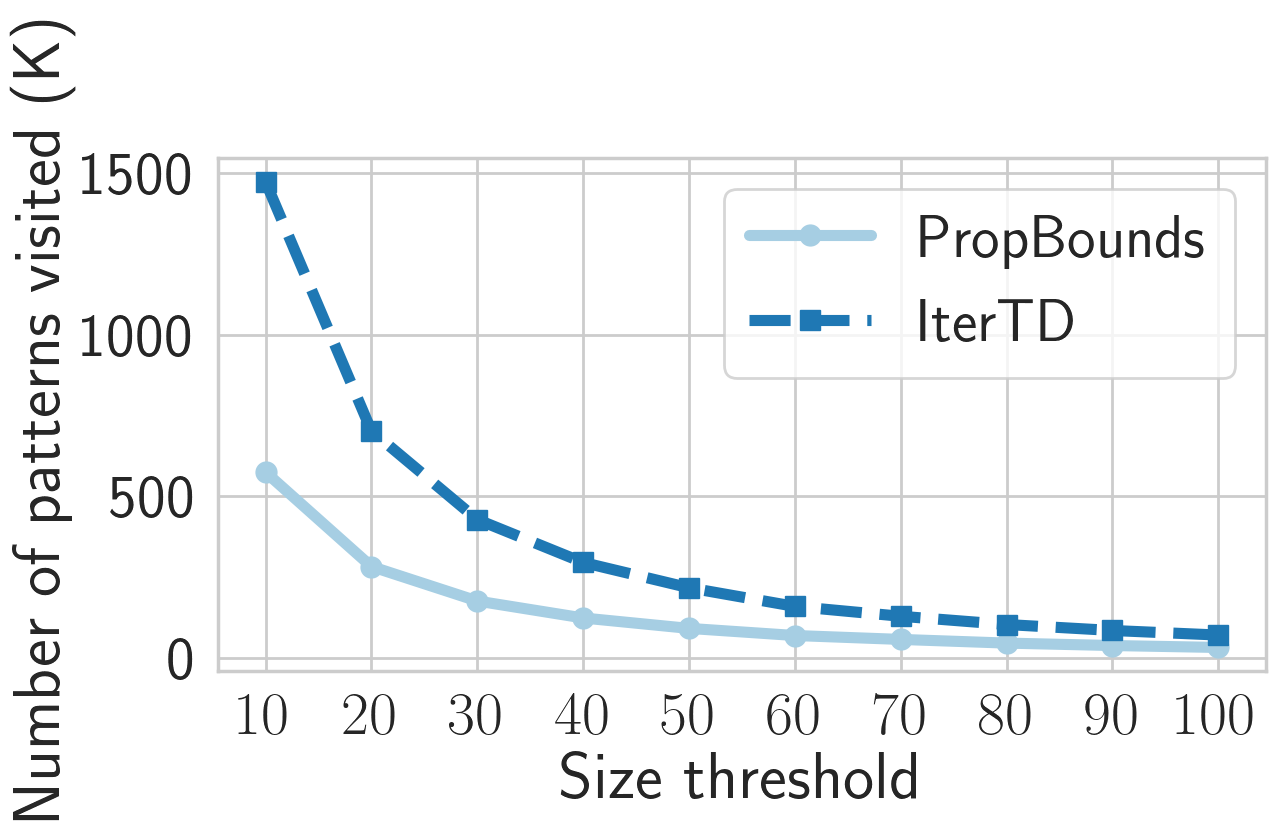 Number of patterns visited (K)
1500
1000
500
0
PropBounds
IterTD
10 20 30 40 50 60 70 80 90 100
Size threshold